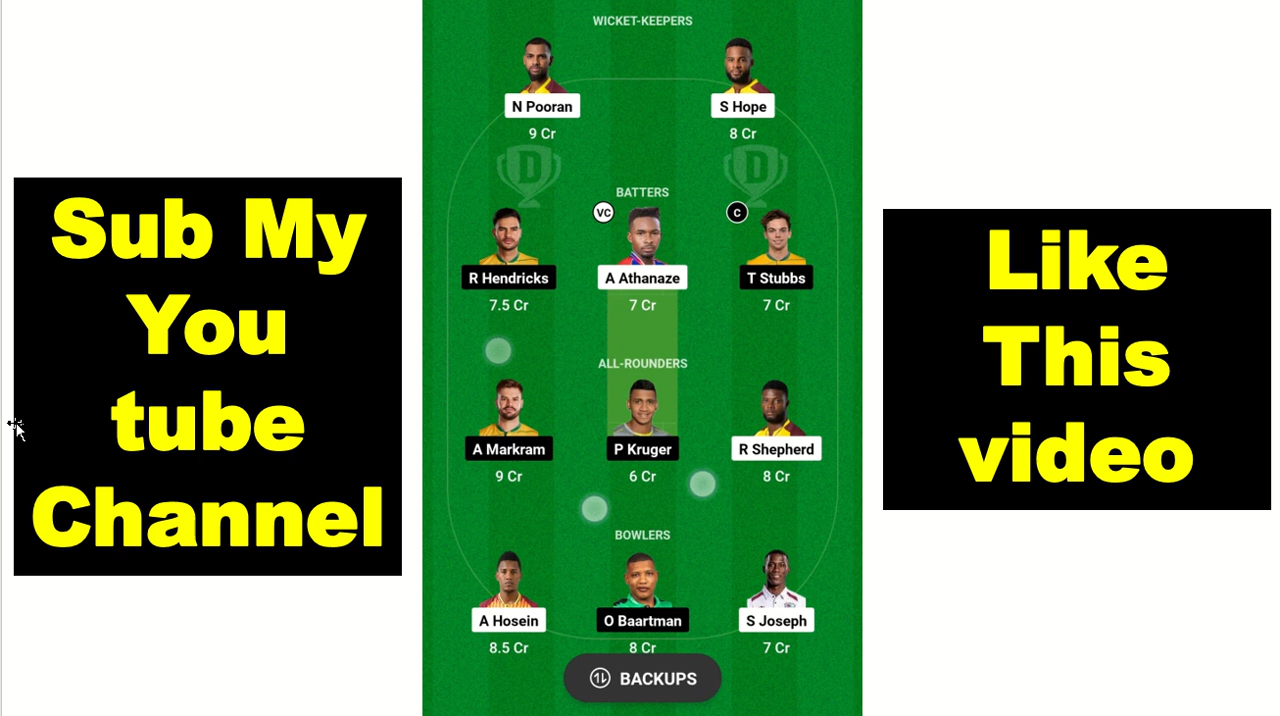 WICKET-KEEPERS
N Pooran
S Hope
9 Cr
8 Cr
D
D
BATTERS
VC
C
R Hendricks
A Athanaze
T Stubbs
7.5 Cr
7 Cr
7 Cr
ALL-ROUNDERS
A Markram
P Kruger
R Shepherd
9 Cr
6 Cr
8 Cr
BOWLERS
A Hosein
O Baartman
S Joseph
8.5 Cr
8 Cr
7 Cr
BACKUPS
Sub My
You
tube
Channel
Like
This
video